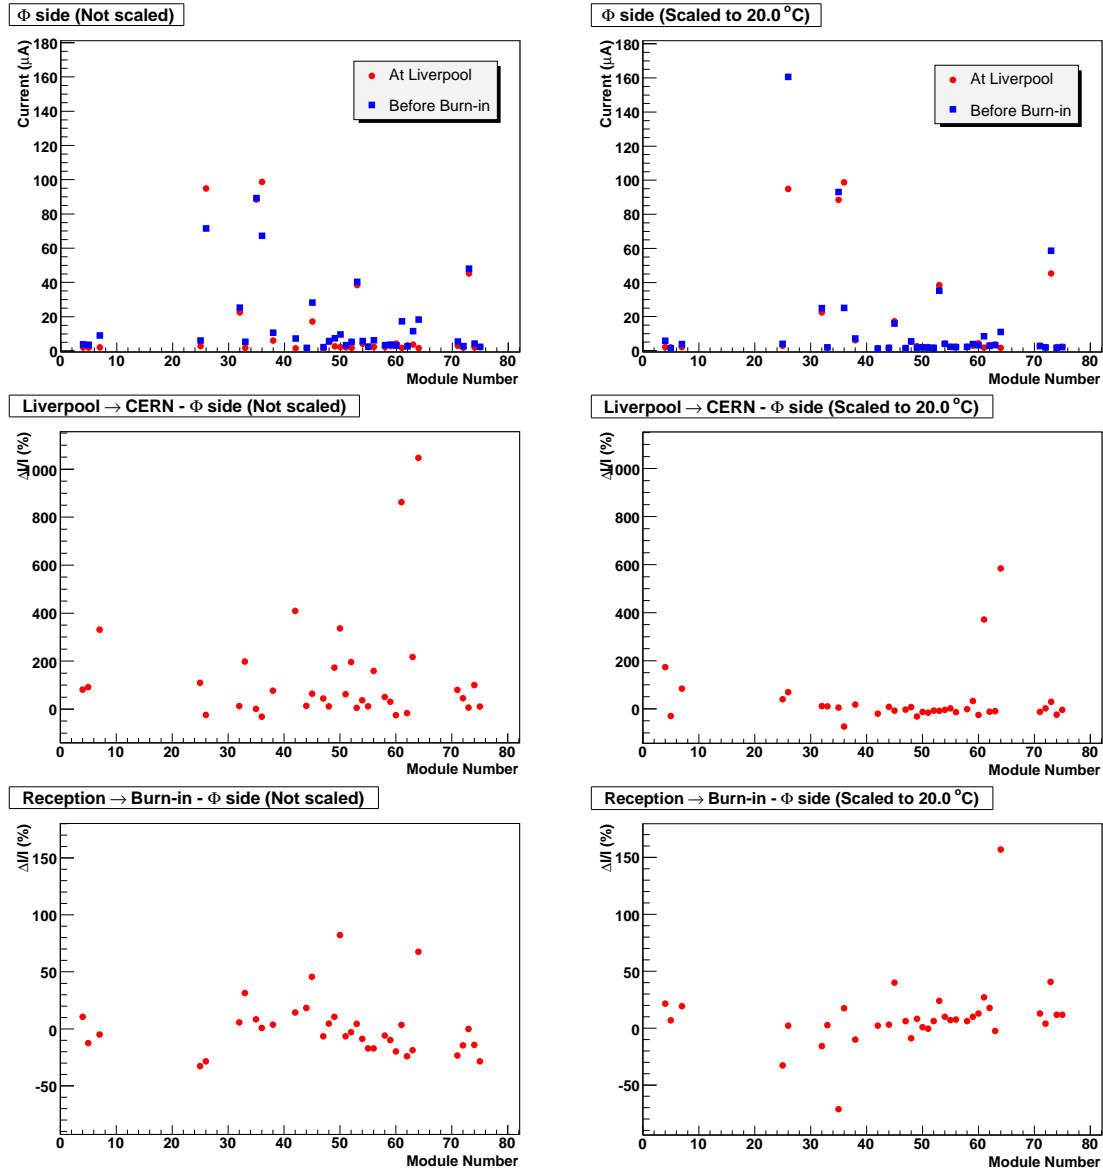 Φ side (Not scaled)
Current (μA)
180
160
140
120
100
80
60
40
20
0
0 10 20 30 40 50 60 70 80
Module Number
At Liverpool
Before Burn-in
Φ side (Scaled to 20.0 °C)
Current (μA)
180
160
140
120
100
80
60
40
20
0
0 10 20 30 40 50 60 70 80
Module Number
At Liverpool
Before Burn-in
Liverpool → CERN - Φ side (Not scaled)
ΔI/I (%)
1000
800
600
400
200
0
0 10 20 30 40 50 60 70 80
Module Number
Liverpool → CERN - Φ side (Scaled to 20.0 °C)
ΔI/I (%)
1000
800
600
400
200
0
0 10 20 30 40 50 60 70 80
Module Number
Reception → Burn-in - Φ side (Not scaled)
ΔI/I (%)
150
100
50
0
-50
0 10 20 30 40 50 60 70 80
Module Number
Reception → Burn-in - Φ side (Scaled to 20.0 °C)
ΔI/I (%)
150
100
50
0
-50
0 10 20 30 40 50 60 70 80
Module Number